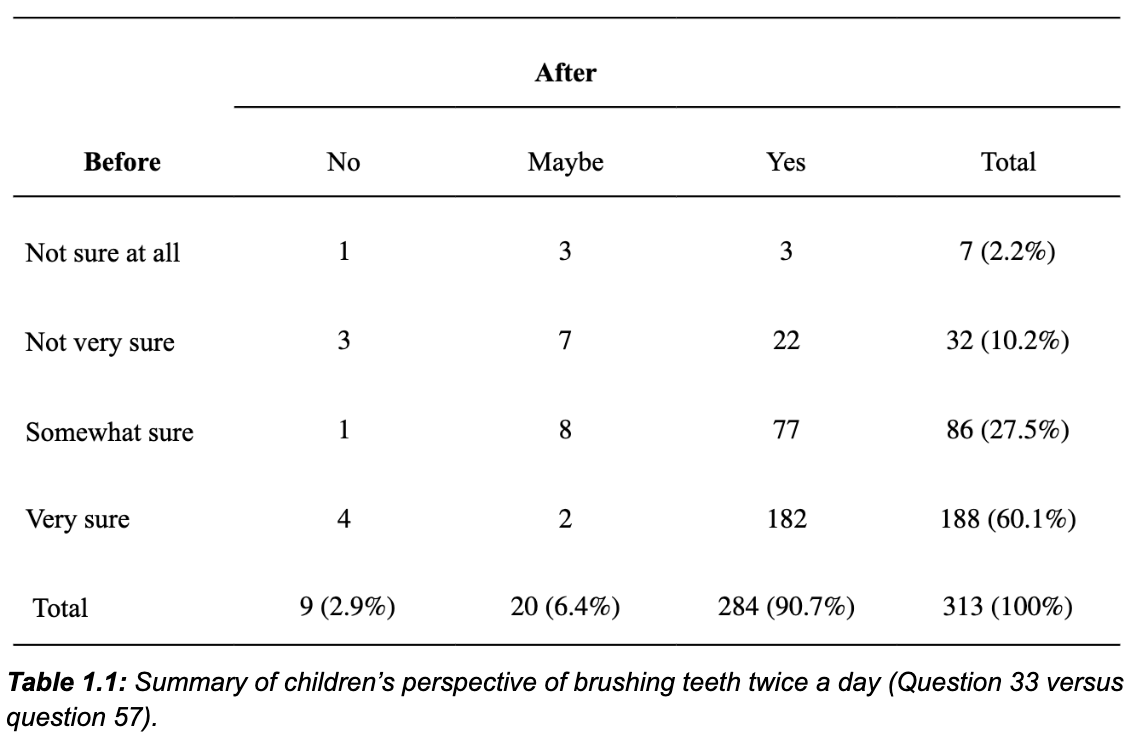 After
Before No Maybe Yes Total
Not sure at all 1 3 3 7 (2.2%)
Not very sure 3 7 22 32 (10.2%)
Somewhat sure 1 8 77 86 (27.5%)
Very sure 4 2 182 188 (60.1%)
Total 9 (2.9%) 20 (6.4%) 284 (90.7%) 313 (100%)
Table 1.1: Summary of children’s perspective of brushing teeth twice a day (Question 33 versus
question 57).